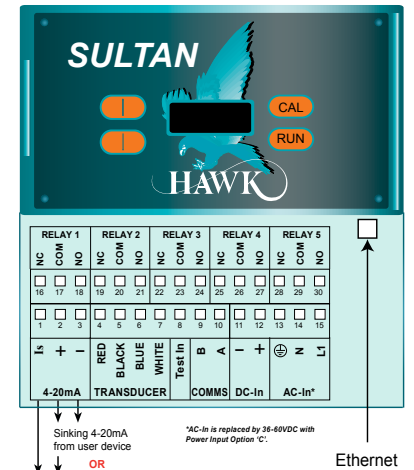 SULTAN
CAL
RUN
HAWK
RELAY 1 RELAY 2 RELAY 3 RELAY 4 RELAY 5
NC COM NO NC COM NO NC COM NO NC COM NO NC COM NO
16 17 18 19 20 21 22 23 24 25 26 27 28 29 30
1 2 3 4 5 6 7 8 9 10 11 12 13 14 15
Is + - RED BLACK BLUE WHITE Test In B A - + N L1
4-20mA TRANSDUCER COMMS DC-In AC-In*
Sinking 4-20mA
from user device
OR
*AC-In is replaced by 36-60VDC with
Power Input Option 'C'.
Ethernet